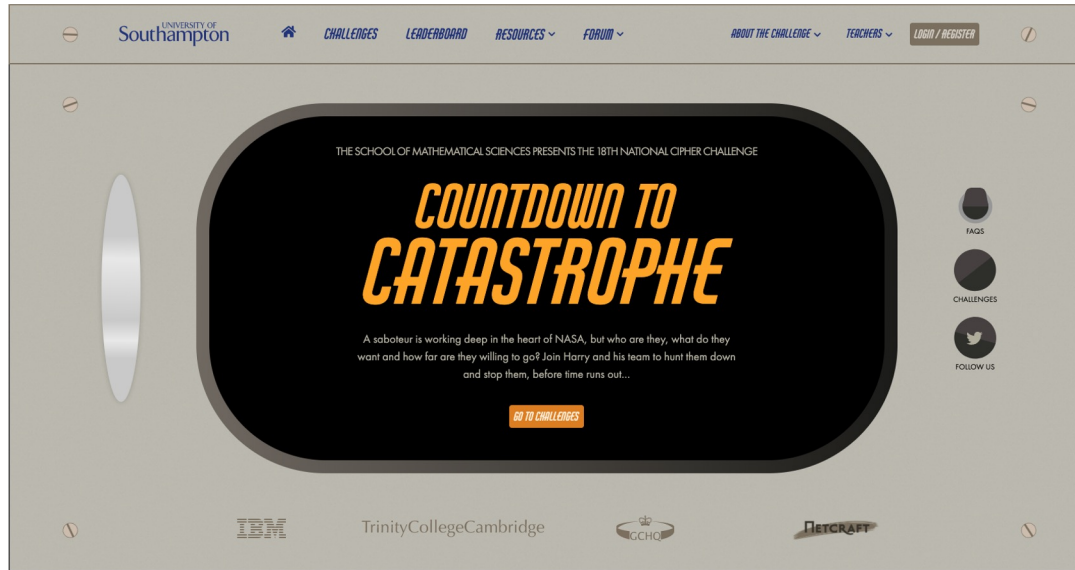 UNIVERSITY OF
Southampton
CHALLENGES LEADERBOARD RESOURCES FORUM ABOUT THE CHALLENGE TEACHERS LOGIN / REGISTER
THE SCHOOL OF MATHEMATICAL SCIENCES PRESENTS THE 18TH NATIONAL CIPHER CHALLENGE
COUNTDOWN TO
CATASTROPHE
A saboteur is working deep in the heart of NASA, but who are they, what do they
want and how far are they willing to go? Join Harry and his team to hunt them down
and stop them, before time runs out...
GO TO CHALLENGES
FAQS
CHALLENGES
FOLLOW US
IBM TrinityCollegeCambridge GCHQ NETCRAFT